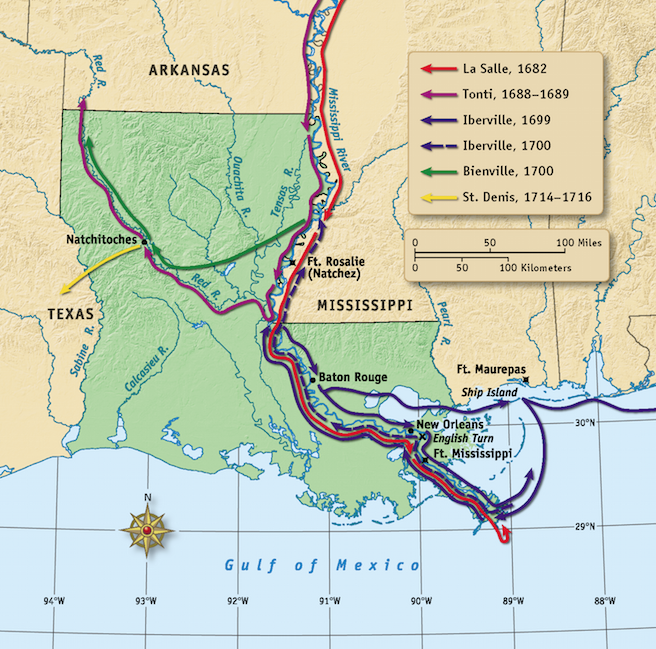 Red R.
ARKANSAS
Mississippi River
La Salle, 1682
Tonti, 1688–1689
Iberville, 1699
Iberville, 1700
Bienville, 1700
St. Denis, 1714–1716
0 50 100 Miles
0 50 100 Kilometers
Ouachita R.
Tensas R.
Natchitoches
Red R.
Ft. Rosalie
(Natchez)
MISSISSIPPI
Pearl R.
TEXAS
Sabine R.
Calcasieu R.
Baton Rouge
Ft. Maurepas
Ship Island
New Orleans
English Turn
Ft. Mississippi
30°N
29°N
N
Gulf of Mexico
94°W 93°W 92°W 91°W 90°W 89°W 88°W